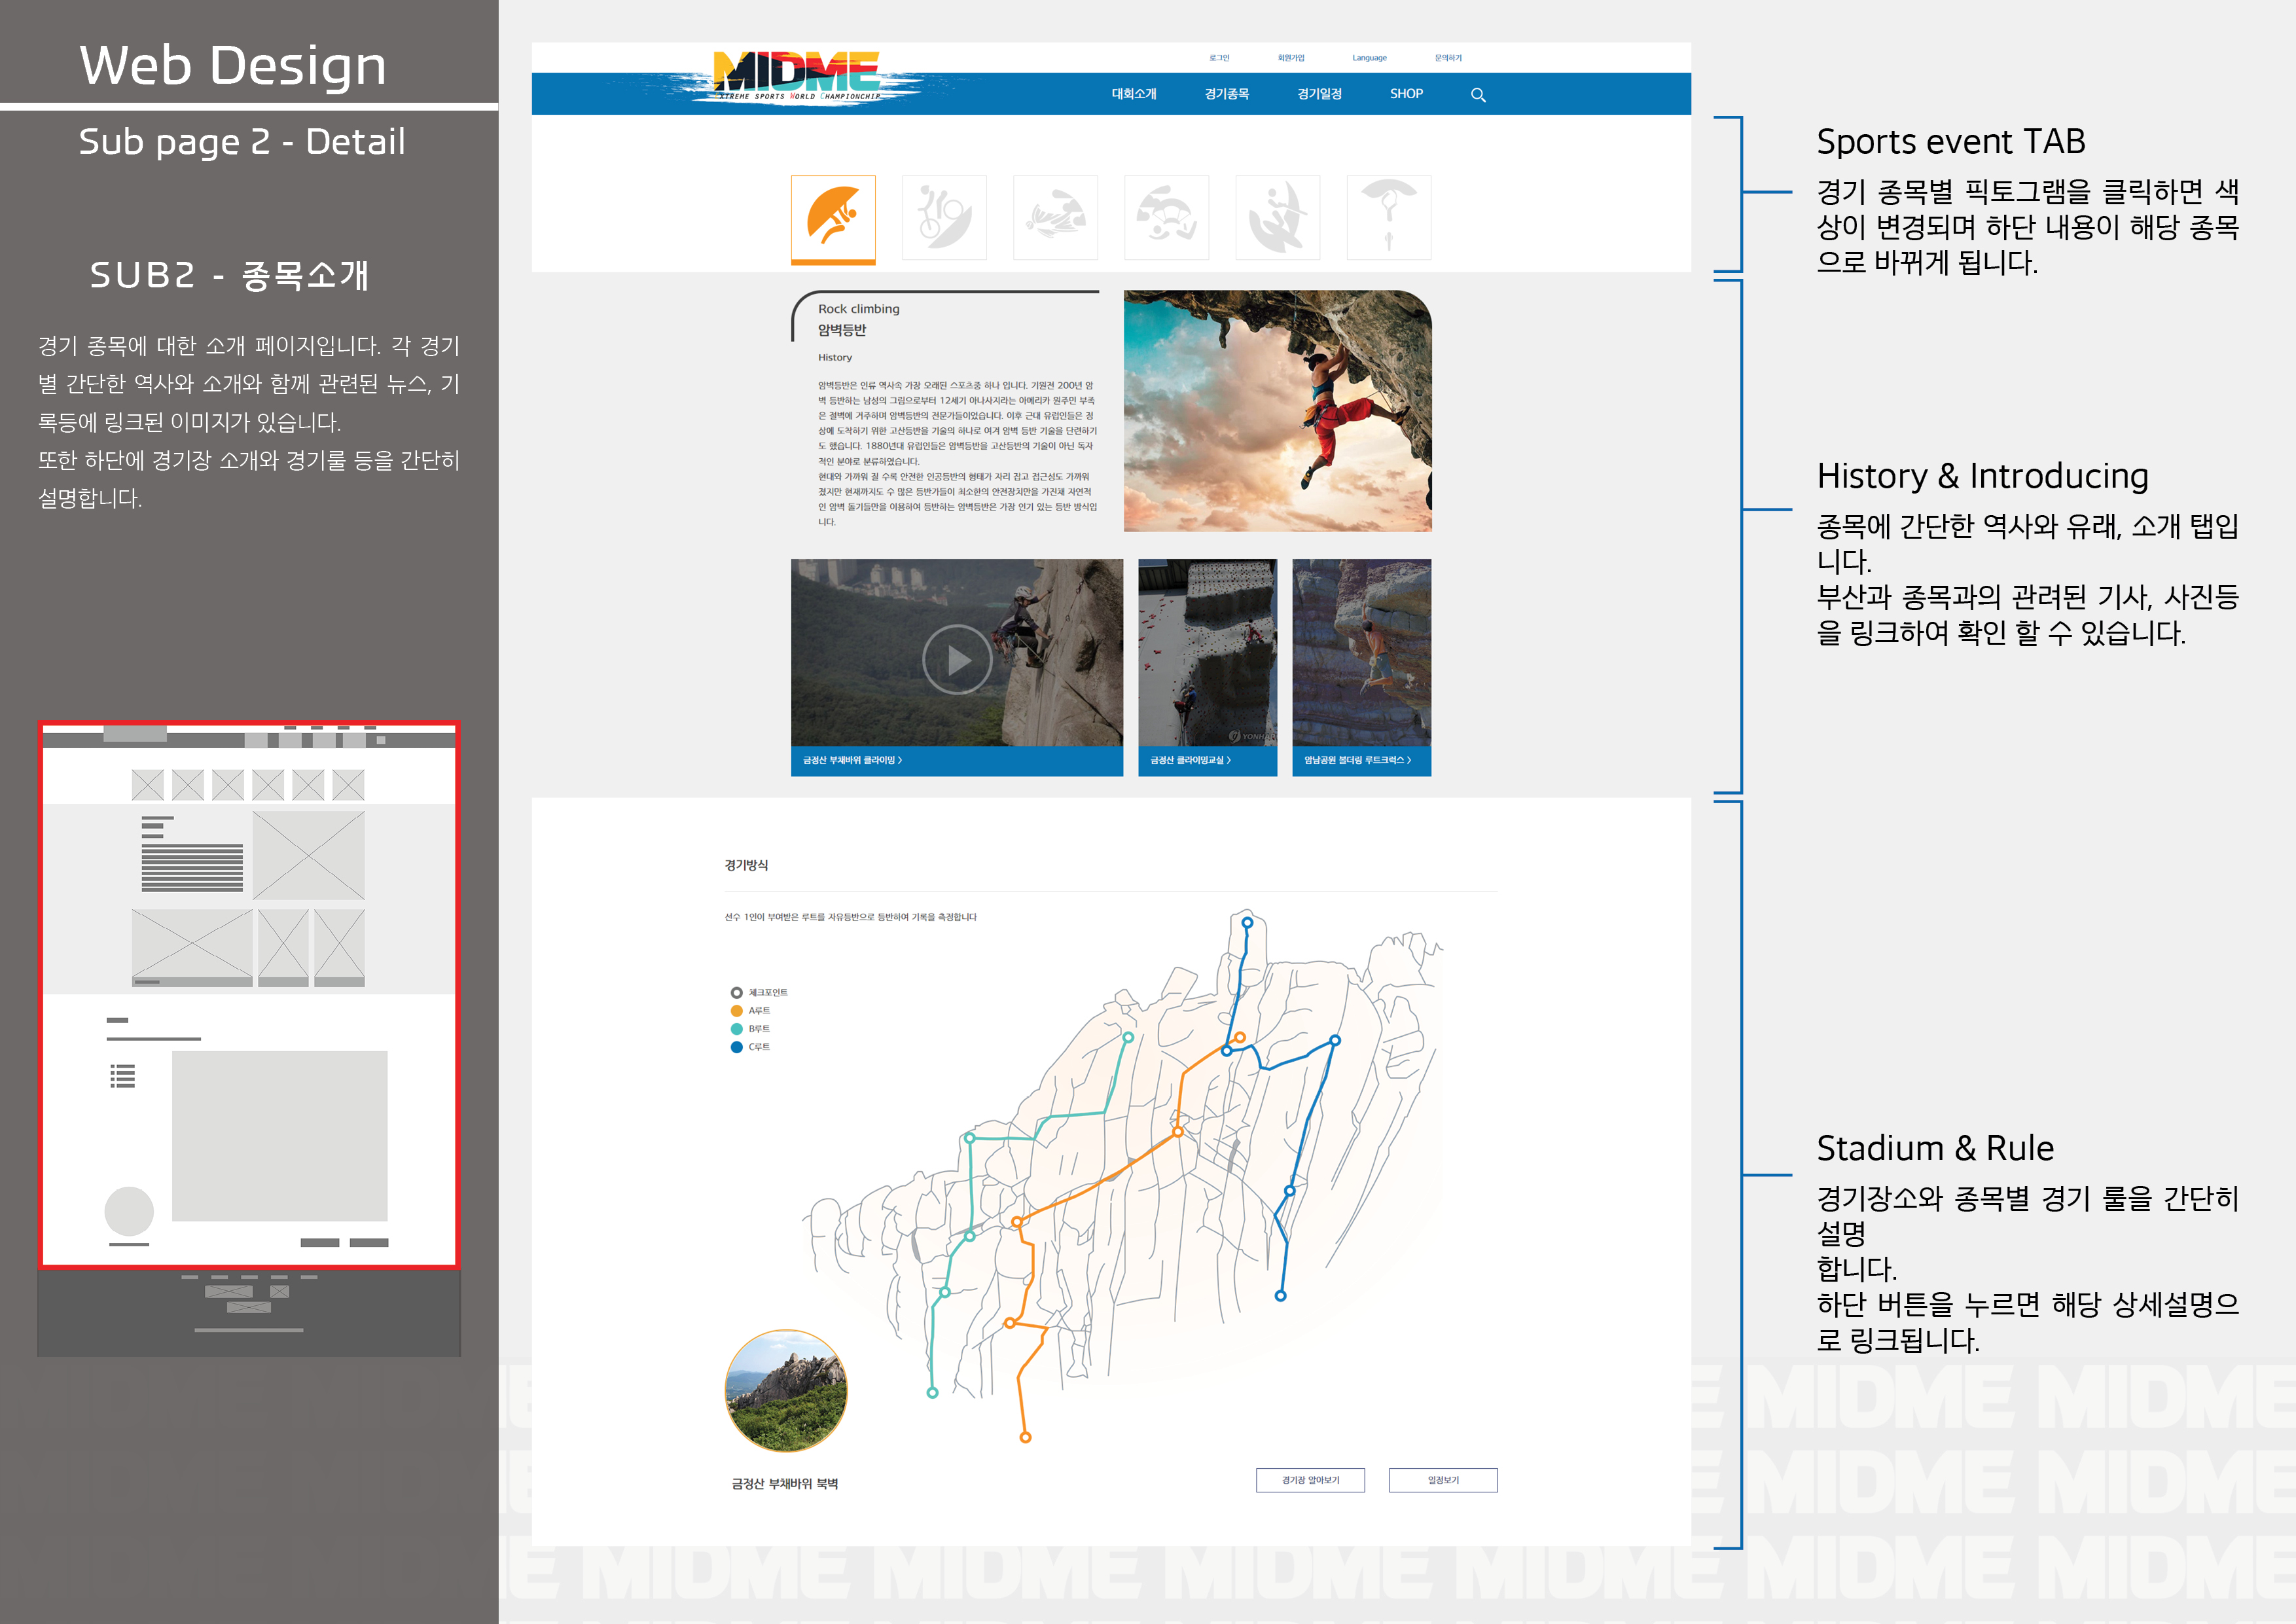 Web Design
Sub page 2 - Detail
SUB2 - 종목소개
경기 종목에 대한 소개 페이지입니다. 각 경기
별 간단한 역사와 소개와 함께 관련된 뉴스, 기
록등에 링크된 이미지가 있습니다.
또한 하단에 경기장 소개와 경기룰 등을 간단히
설명합니다.
MIDME
XTREME SPORTS WORLD CHAMPIONCHIP
로그인 회원가입 Language 문의하기
대회소개 경기종목 경기일정 SHOP
Rock climbing
암벽등반
History
암벽등반은 인류 역사속 가장 오래된 스포츠중 하나 입니다. 기원전 200년 암
벽 등반하는 남성의 그림으로부터 12세기 아나사지라는 아메리카 원주민 부족
은 절벽에 거주하며 암벽등반의 전문가들이었습니다. 이후 근대 유럽인들은 정
상에 도착하기 위한 고산등반을 기술의 하나로 여겨 암벽 등반 기술을 단련하기
도 했습니다. 1880년대 유럽인들은 암벽등반을 고산등반의 기술이 아닌 독자
적인 분야로 분류하였습니다.
현대와 가까워 질 수록 안전한 인공등반의 형태가 자리 잡고 접근성도 가까워
졌지만 현재까지도 수 많은 등반가들이 최소한의 안전장치만을 가진채 자연적
인 암벽 돌기들만을 이용하여 등반하는 암벽등반은 가장 인기 있는 등반 방식입
니다.
YONHAP
금정산 부채바위 클라이밍 >
금정산 클라이밍교실 >
암남공원 볼더링 루트크럭스 >
경기방식
선수 1인이 부여받은 루트를 자유등반으로 등반하여 기록을 측정합니다
체크포인트
A루트
B루트
C루트
금정산 부채바위 북벽
경기장 알아보기
일정보기
Sports event TAB
경기 종목별 픽토그램을 클릭하면 색
상이 변경되며 하단 내용이 해당 종목
으로 바뀌게 됩니다.
History & Introducing
종목에 간단한 역사와 유래, 소개 탭입
니다.
부산과 종목과의 관련된 기사, 사진등
을 링크하여 확인 할 수 있습니다.
Stadium & Rule
경기장소와 종목별 경기 룰을 간단히
설명
합니다.
하단 버튼을 누르면 해당 상세설명으
로 링크됩니다.
MIDME MIDME
MIDME MIDME
MIDME MIDME MIDME MIDME MIDME MIDME